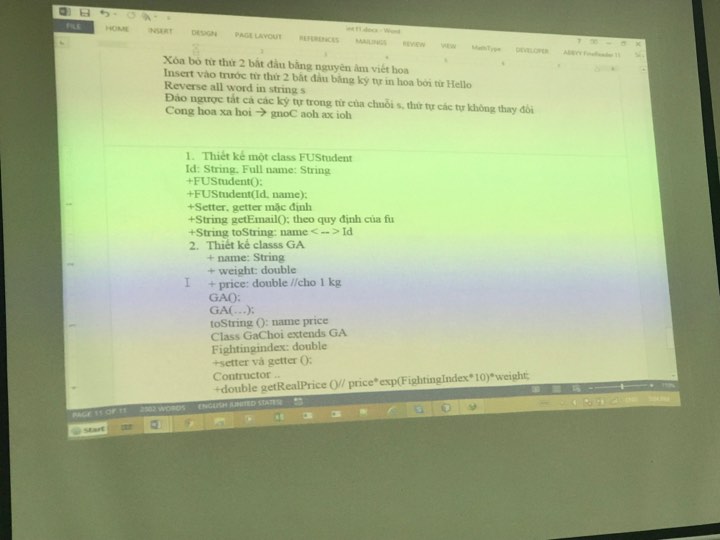 int11.docx - Word
FILE HOME INSERT DESIGN PAGE LAYOUT REFERENCES MAILINGS REVIEW VIEW MathType DEVELOPER ABBYY FineReader 11
Xóa bỏ từ thứ 2 bắt đầu bằng nguyên âm viết hoa
Insert vào trước từ thứ 2 bắt đầu bằng ký tự in hoa bởi từ Hello
Reverse all word in string s
Đảo ngược tất cả các ký tự trong từ của chuỗi s, thứ tự các tự không thay đổi
Cong hoa xa hoi → gnoC aoh ax ioh
1. Thiết kế một class FUStudent
Id: String, Full name: String
+FUStudent();
+FUStudent(Id, name);
+Setter, getter mặc định
+String getEmail(); theo quy định của fu
+String toString: name < -- > Id
2. Thiết kế classs GA
+ name: String
+ weight: double
+ price: double //cho 1 kg
GA();
GA(…);
toString (): name price
Class GaChoi extends GA
Fightingindex: double
+setter và getter ();
Contructor ..
+double getRealPrice ()// price*exp(FightingIndex*10)*weight;
PAGE 11 OF 11 2302 WORDS ENGLISH (UNITED STATES)
Start